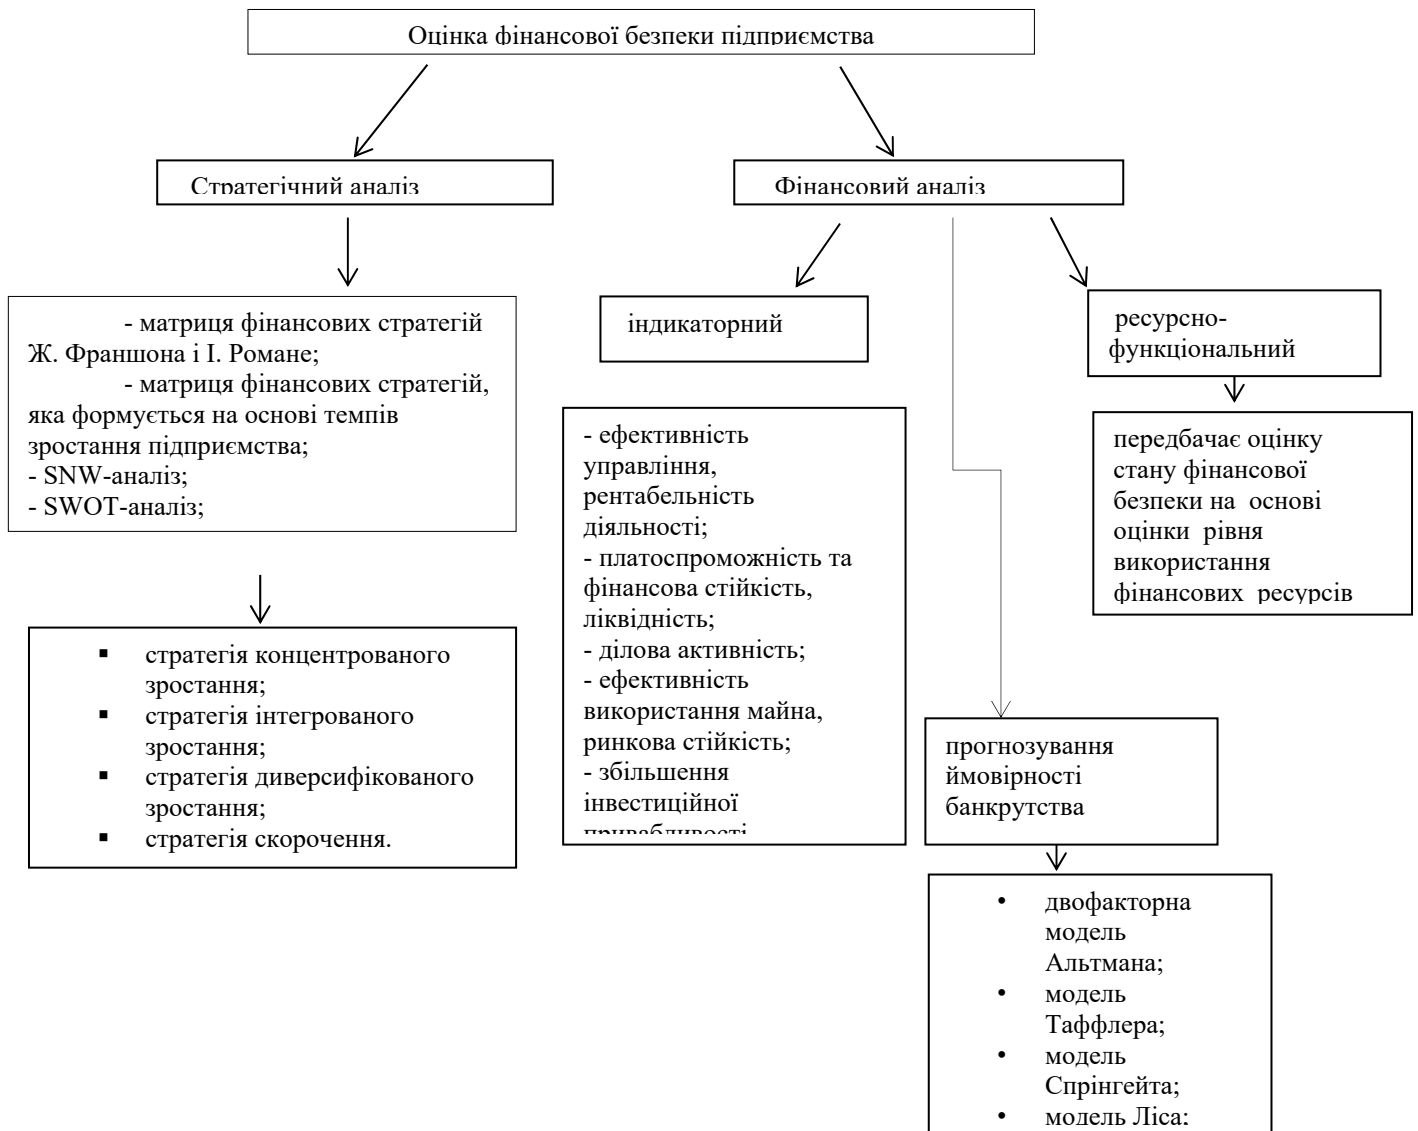 Оцінка фінансової безпеки підприємства
Стратегічний аналіз
Фінансовий аналіз
- матриця фінансових стратегій
Ж. Франшона і І. Романе;
- матриця фінансових стратегій,
яка формується на основі темпів
зростання підприємства;
- SNW-аналіз;
- SWOT-аналіз;
▪ стратегія концентрованого
зростання;
▪ стратегія інтегрованого
зростання;
▪ стратегія диверсифікованого
зростання;
▪ стратегія скорочення.
індикаторний
- ефективність
управління,
рентабельність
діяльності;
- платоспроможність та
фінансова стійкість,
ліквідність;
- ділова активність;
- ефективність
використання майна,
ринкова стійкість;
- збільшення
інвестиційної
привабливості
ресурсно-
функціональний
передбачає оцінку
стану фінансової
безпеки на основі
оцінки рівня
використання
фінансових ресурсів
прогнозування
ймовірності
банкрутства
• двофакторна
модель
Альтмана;
• модель
Таффлера;
• модель
Спрінгейта;
• модель Ліса;